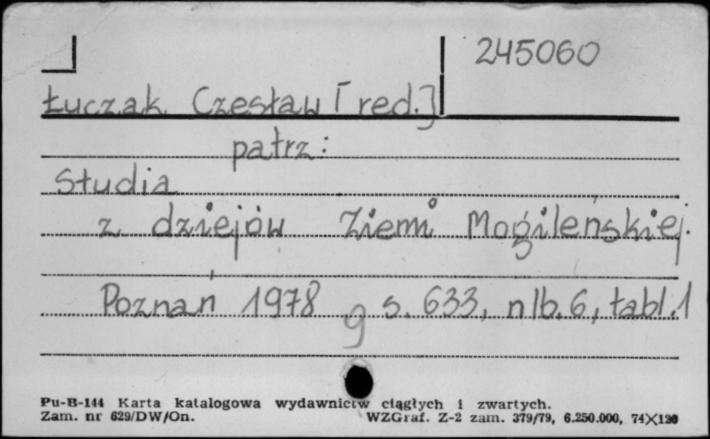 245060
Łuczak Czesław [red.]
patrz:
Studia
z dziejów Ziemi Mogileńskiej.
Poznań 1978 s. 633, nlb. 6, tabl. 1
g
Pu-B-144 Karta katalogowa wydawnictw ciągłych i zwartych.
Zam. nr 629/DW/On. WZGraf. Z-2 zam. 379/79, 6.250.000, 74X120